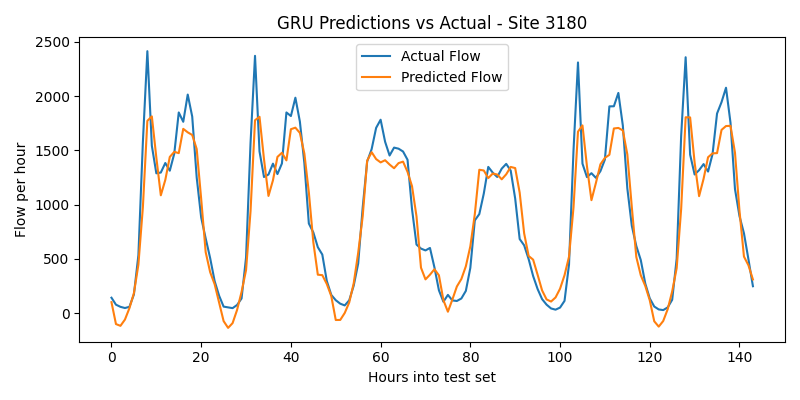 GRU Predictions vs Actual - Site 3180
Actual Flow
Predicted Flow
Flow per hour
2500
2000
1500
1000
500
0
0 20 40 60 80 100 120 140
Hours into test set